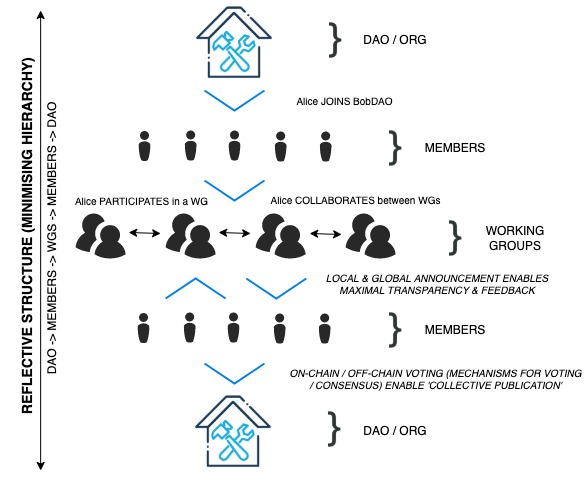 REFLECTIVE STRUCTURE (MINIMISING HIERARCHY)
DAO -> MEMBERS -> WGS -> MEMBERS -> DAO
DAO / ORG
Alice JOINS BobDAO
MEMBERS
Alice PARTICIPATES in a WG
Alice COLLABORATES between WGs
WORKING
GROUPS
LOCAL & GLOBAL ANNOUNCEMENT ENABLES
MAXIMAL TRANSPARENCY & FEEDBACK
MEMBERS
ON-CHAIN / OFF-CHAIN VOTING (MECHANISMS FOR VOTING
/ CONSENSUS) ENABLE 'COLLECTIVE PUBLICATION'
DAO / ORG